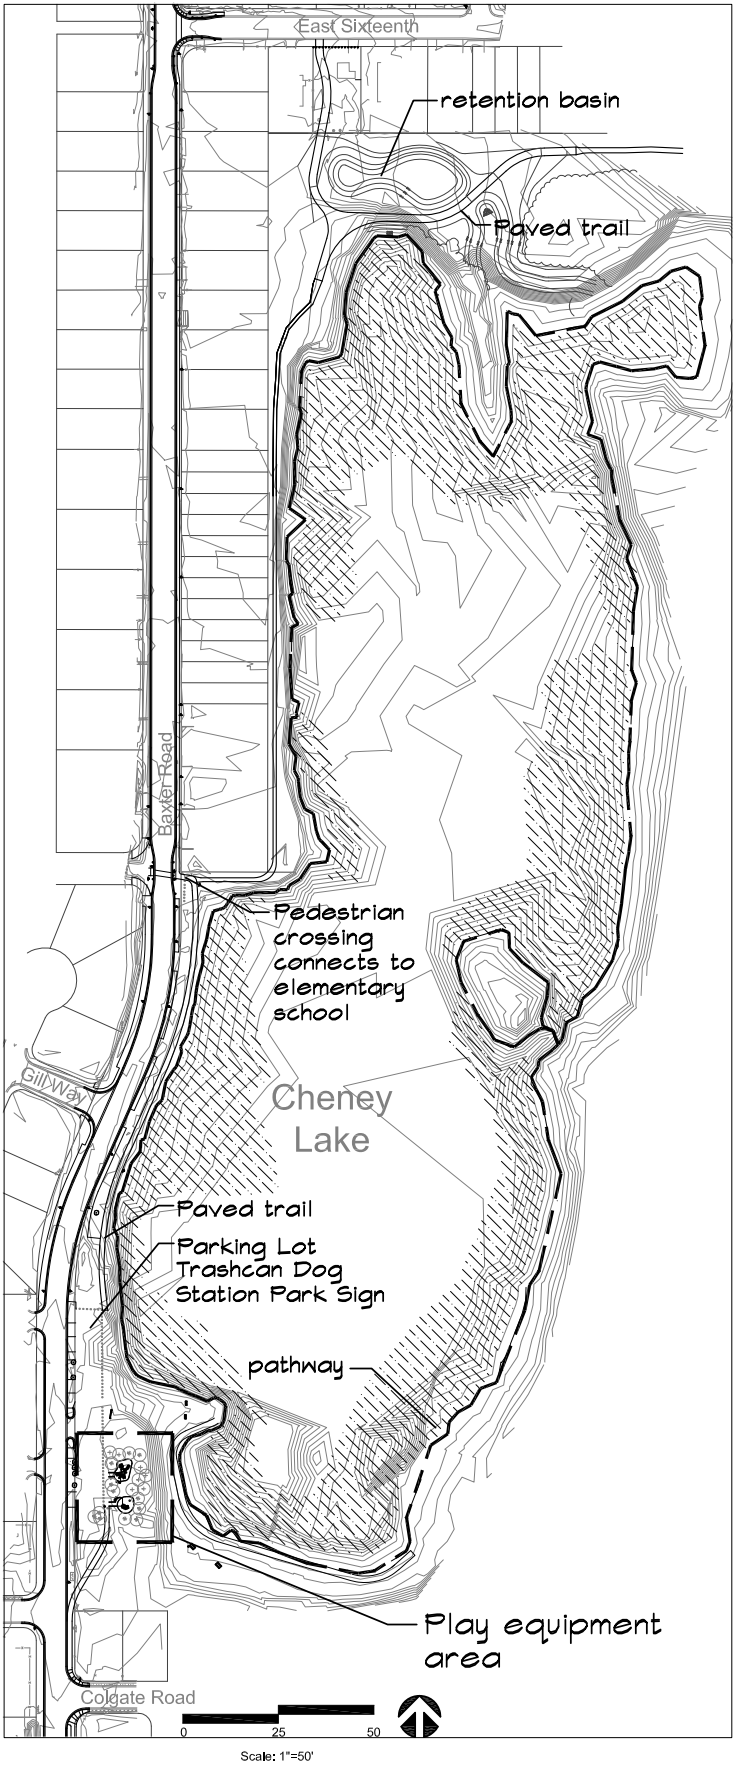 East Sixteenth
retention basin
Paved trail
Baxter Road
Pedestrian
crossing
connects to
elementary
school
Gill Way
Cheney
Lake
Paved trail
Parking Lot
Trashcan Dog
Station Park Sign
pathway
Play equipment
area
Colgate Road
0 25 50
Scale: 1"=50'